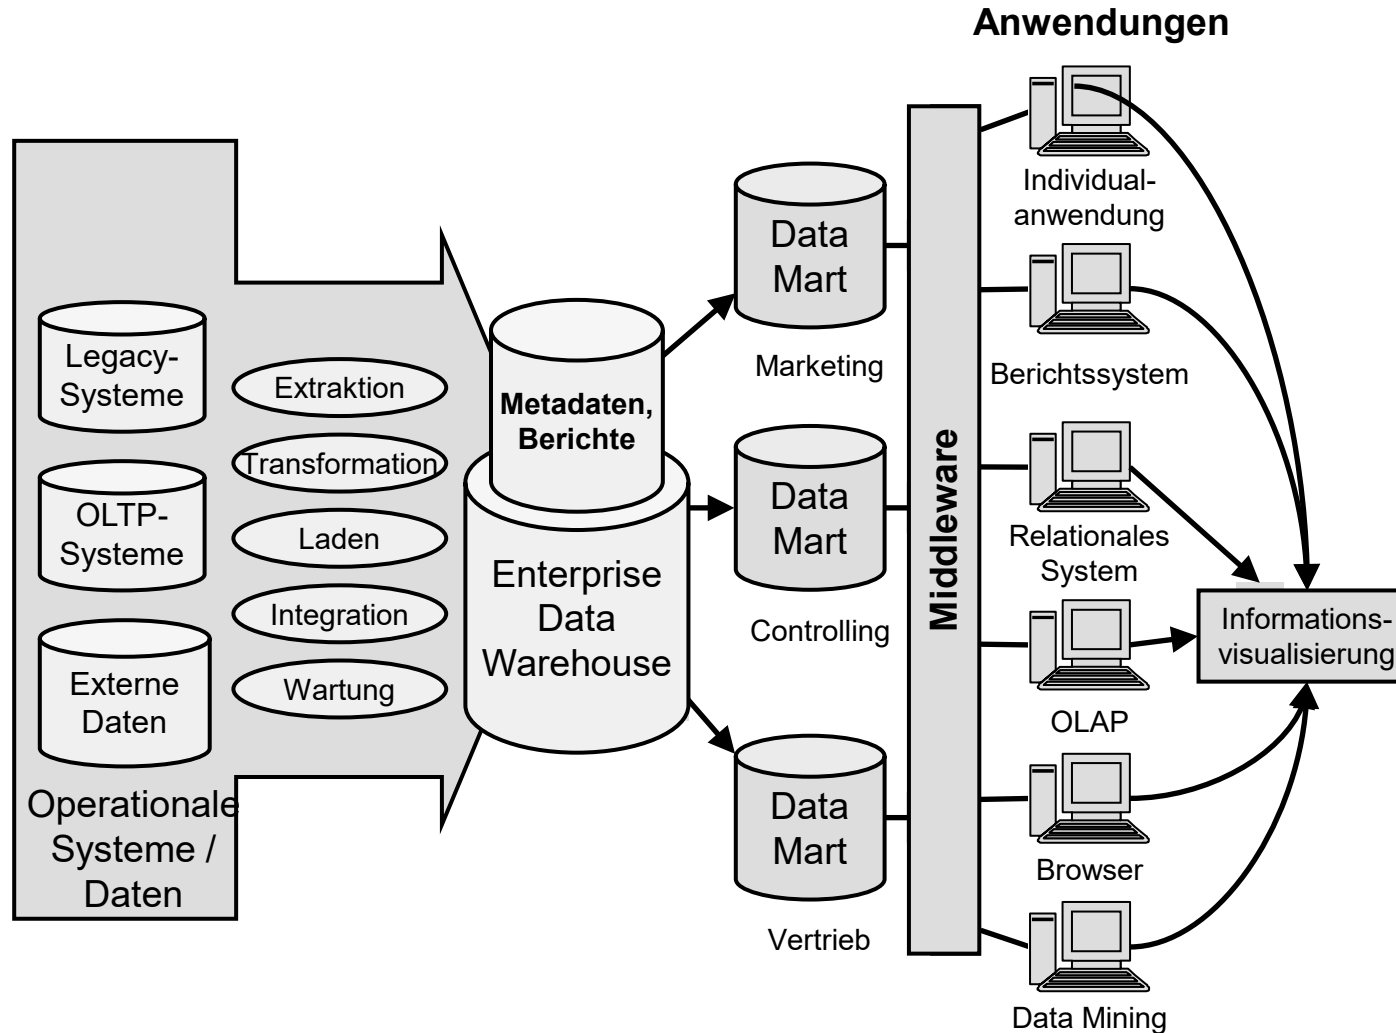 Anwendungen
Legacy-
Systeme
OLTP-
Systeme
Externe
Daten
Operationale
Systeme /
Daten
Extraktion
Transformation
Laden
Integration
Wartung
Metadaten,
Berichte
Enterprise
Data
Warehouse
Data
Mart
Marketing
Data
Mart
Controlling
Data
Mart
Vertrieb
Middleware
Individual-
anwendung
Berichtssystem
Relationales
System
OLAP
Browser
Data Mining
Informations-
visualisierung